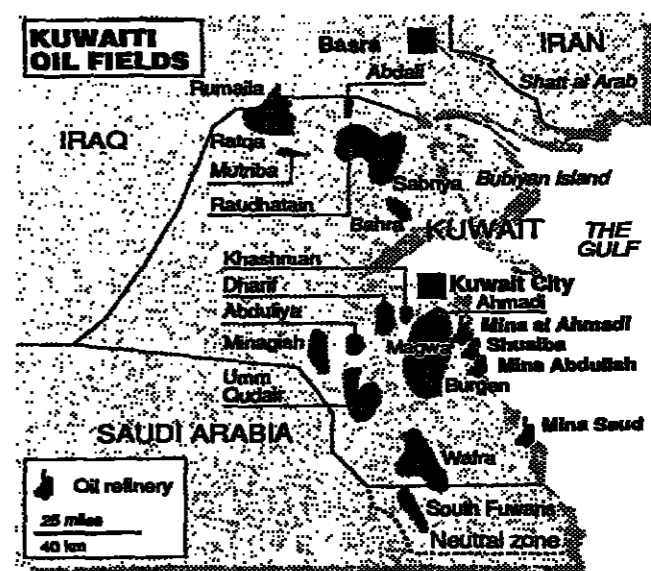 KUWAITI
OIL FIELDS
Basra
IRAN
Abdali
Shatt al Arab
Rumaila
IRAQ
Ratqa
Mutriba
Sabriya
Bubiyan Island
Raudhatain
Bahra
KUWAIT
THE
GULF
Khashman
Kuwait City
Dharif
Ahmadi
Abduliya
Mina al Ahmadi
Minagish
Magwa
Shuaiba
Mina Abdullah
Umm
Gudair
Burgan
SAUDI ARABIA
Mina Saud
Wafra
Oil refinery
South Fuwaris
25 miles
40 km
Neutral zone